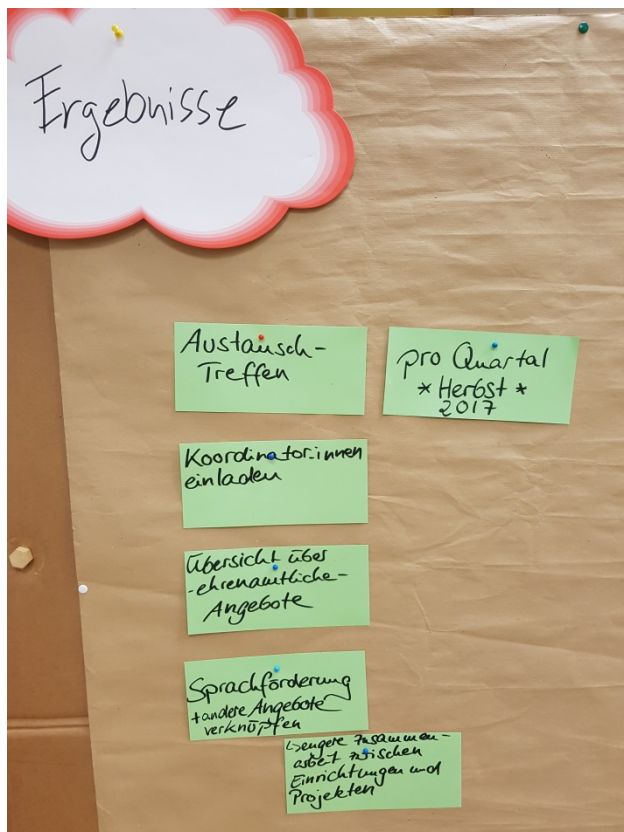 Ergebnisse
Austausch-
Treffen
pro Quartal
* Herbst *
2017
Koordinator:innen
einladen
Übersicht über
-ehrenamtliche-
Angebote
Sprachförderung
+andere Angebote
verknüpfen
engere Zusammen-
arbeit zwischen
Einrichtungen und
Projekten